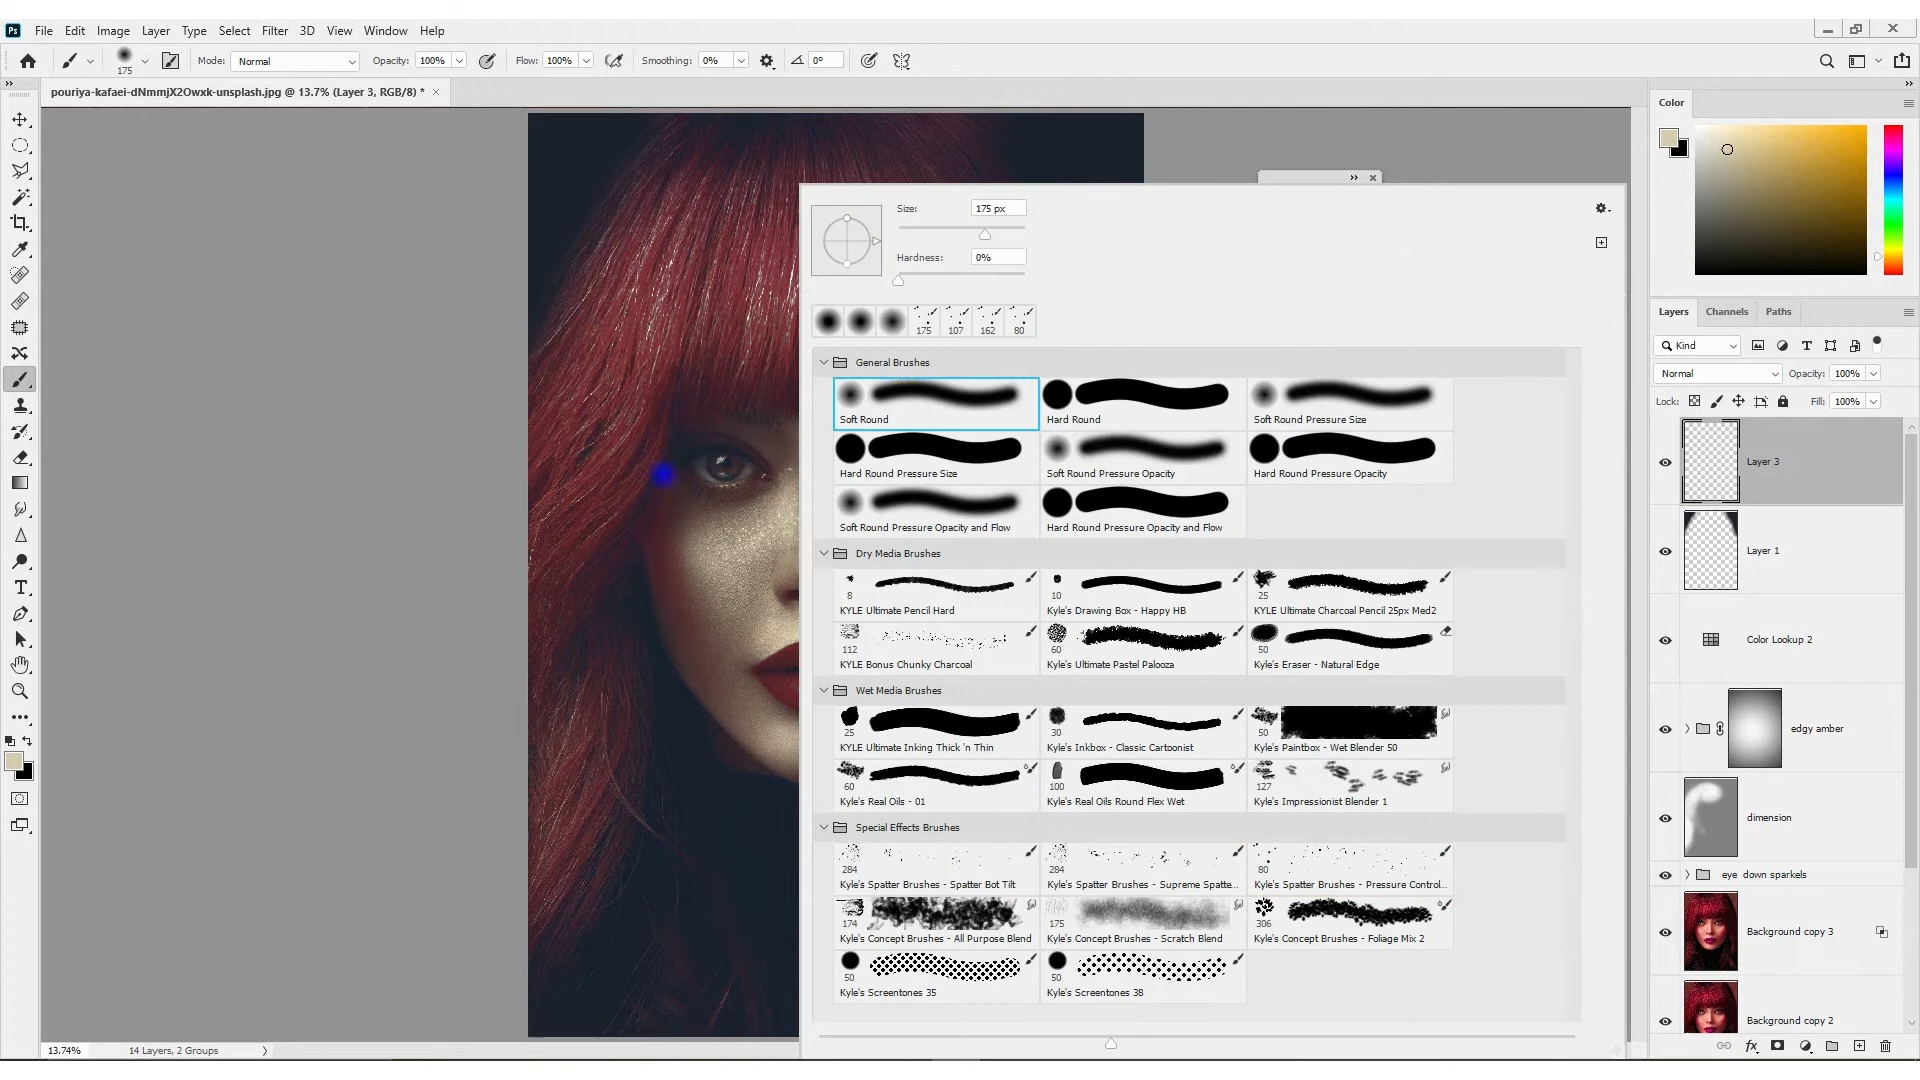 Ps File Edit Image Layer Type Select Filter 3D View Window Help
175 Mode: Normal Opacity: 100% Flow: 100% Smoothing: 0% 0°
pouriya-kafaei-dNmmjX2Owxk-unsplash.jpg @ 13.7% (Layer 3, RGB/8) * ×
Color
Size: 175 px
Hardness: 0%
175 107 162 80
General Brushes
Soft Round Hard Round Soft Round Pressure Size
Hard Round Pressure Size Soft Round Pressure Opacity Hard Round Pressure Opacity
Soft Round Pressure Opacity and Flow Hard Round Pressure Opacity and Flow
Dry Media Brushes
8 10 25
KYLE Ultimate Pencil Hard Kyle's Drawing Box - Happy HB KYLE Ultimate Charcoal Pencil 25px Med2
112 60 50
KYLE Bonus Chunky Charcoal Kyle's Ultimate Pastel Palooza Kyle's Eraser - Natural Edge
Wet Media Brushes
25 30 50
KYLE Ultimate Inking Thick 'n Thin Kyle's Inkbox - Classic Cartoonist Kyle's Paintbox - Wet Blender 50
60 100 127
Kyle's Real Oils - 01 Kyle's Real Oils Round Flex Wet Kyle's Impressionist Blender 1
Special Effects Brushes
284 284 80
Kyle's Spatter Brushes - Spatter Bot Tilt Kyle's Spatter Brushes - Supreme Spatte... Kyle's Spatter Brushes - Pressure Control...
174 175 306
Kyle's Concept Brushes - All Purpose Blend Kyle's Concept Brushes - Scratch Blend Kyle's Concept Brushes - Foliage Mix 2
50 50
Kyle's Screentones 35 Kyle's Screentones 38
Layers Channels Paths
Kind
Normal Opacity: 100%
Lock: Fill: 100%
Layer 3
Layer 1
Color Lookup 2
edgy amber
dimension
eye down sparkels
Background copy 3
Background copy 2
fx
13.74% 14 Layers, 2 Groups